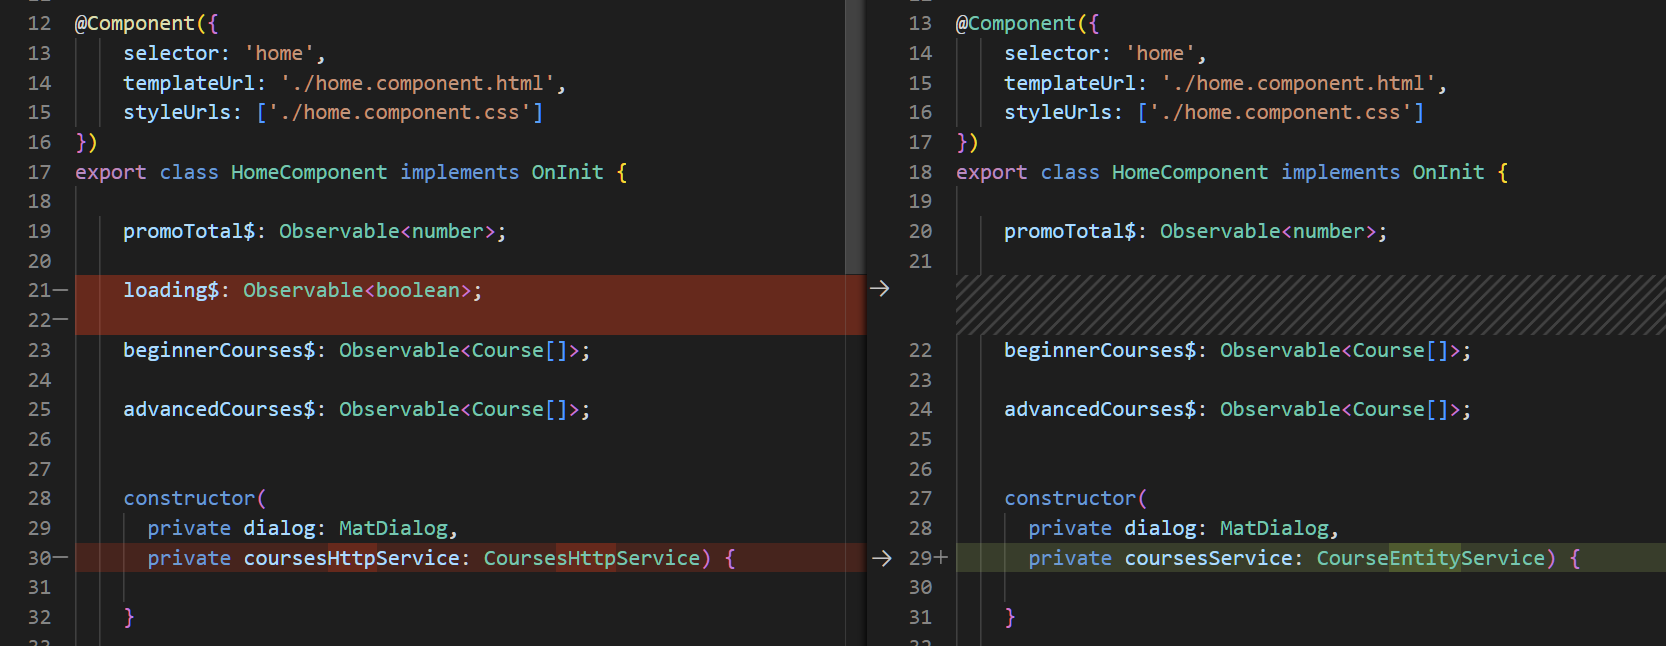 12 @Component({
13 selector: 'home',
14 templateUrl: './home.component.html',
15 styleUrls: ['./home.component.css']
16 })
17 export class HomeComponent implements OnInit {
18
19 promoTotal$: Observable<number>;
20
21— loading$: Observable<boolean>;
22—
23 beginnerCourses$: Observable<Course[]>;
24
25 advancedCourses$: Observable<Course[]>;
26
27
28 constructor(
29 private dialog: MatDialog,
30— private coursesHttpService: CoursesHttpService) {
31
32 }
13 @Component({
14 selector: 'home',
15 templateUrl: './home.component.html',
16 styleUrls: ['./home.component.css']
17 })
18 export class HomeComponent implements OnInit {
19
20 promoTotal$: Observable<number>;
21
22 beginnerCourses$: Observable<Course[]>;
23
24 advancedCourses$: Observable<Course[]>;
25
26
27 constructor(
28 private dialog: MatDialog,
29+ private coursesService: CourseEntityService) {
30
31 }